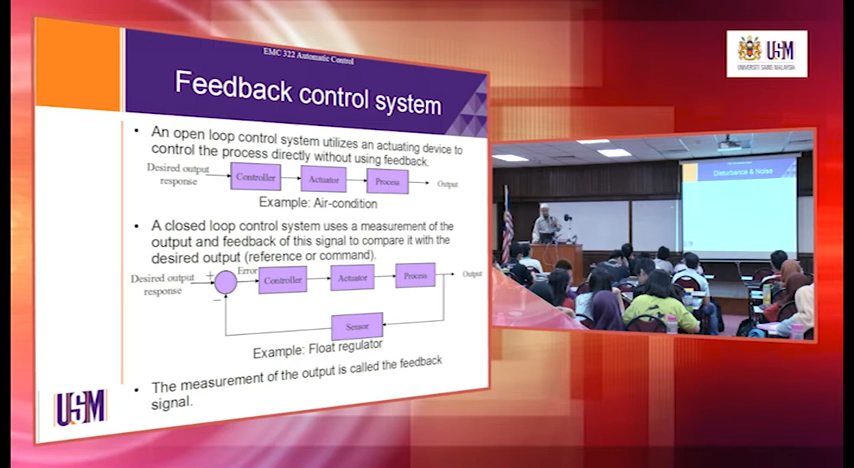 EMC 322 Automatic Control
Feedback control system
• An open loop control system utilizes an actuating device to
control the process directly without using feedback.
Desired output
response
Controller
Actuator
Process
Output
Example: Air-condition
• A closed loop control system uses a measurement of the
output and feedback of this signal to compare it with the
desired output (reference or command).
Desired output
response
+
−
Error
Controller
Actuator
Process
Output
Sensor
Example: Float regulator
• The measurement of the output is called the feedback
signal.
USM
USM
UNIVERSITI SAINS MALAYSIA
Disturbance & Noise